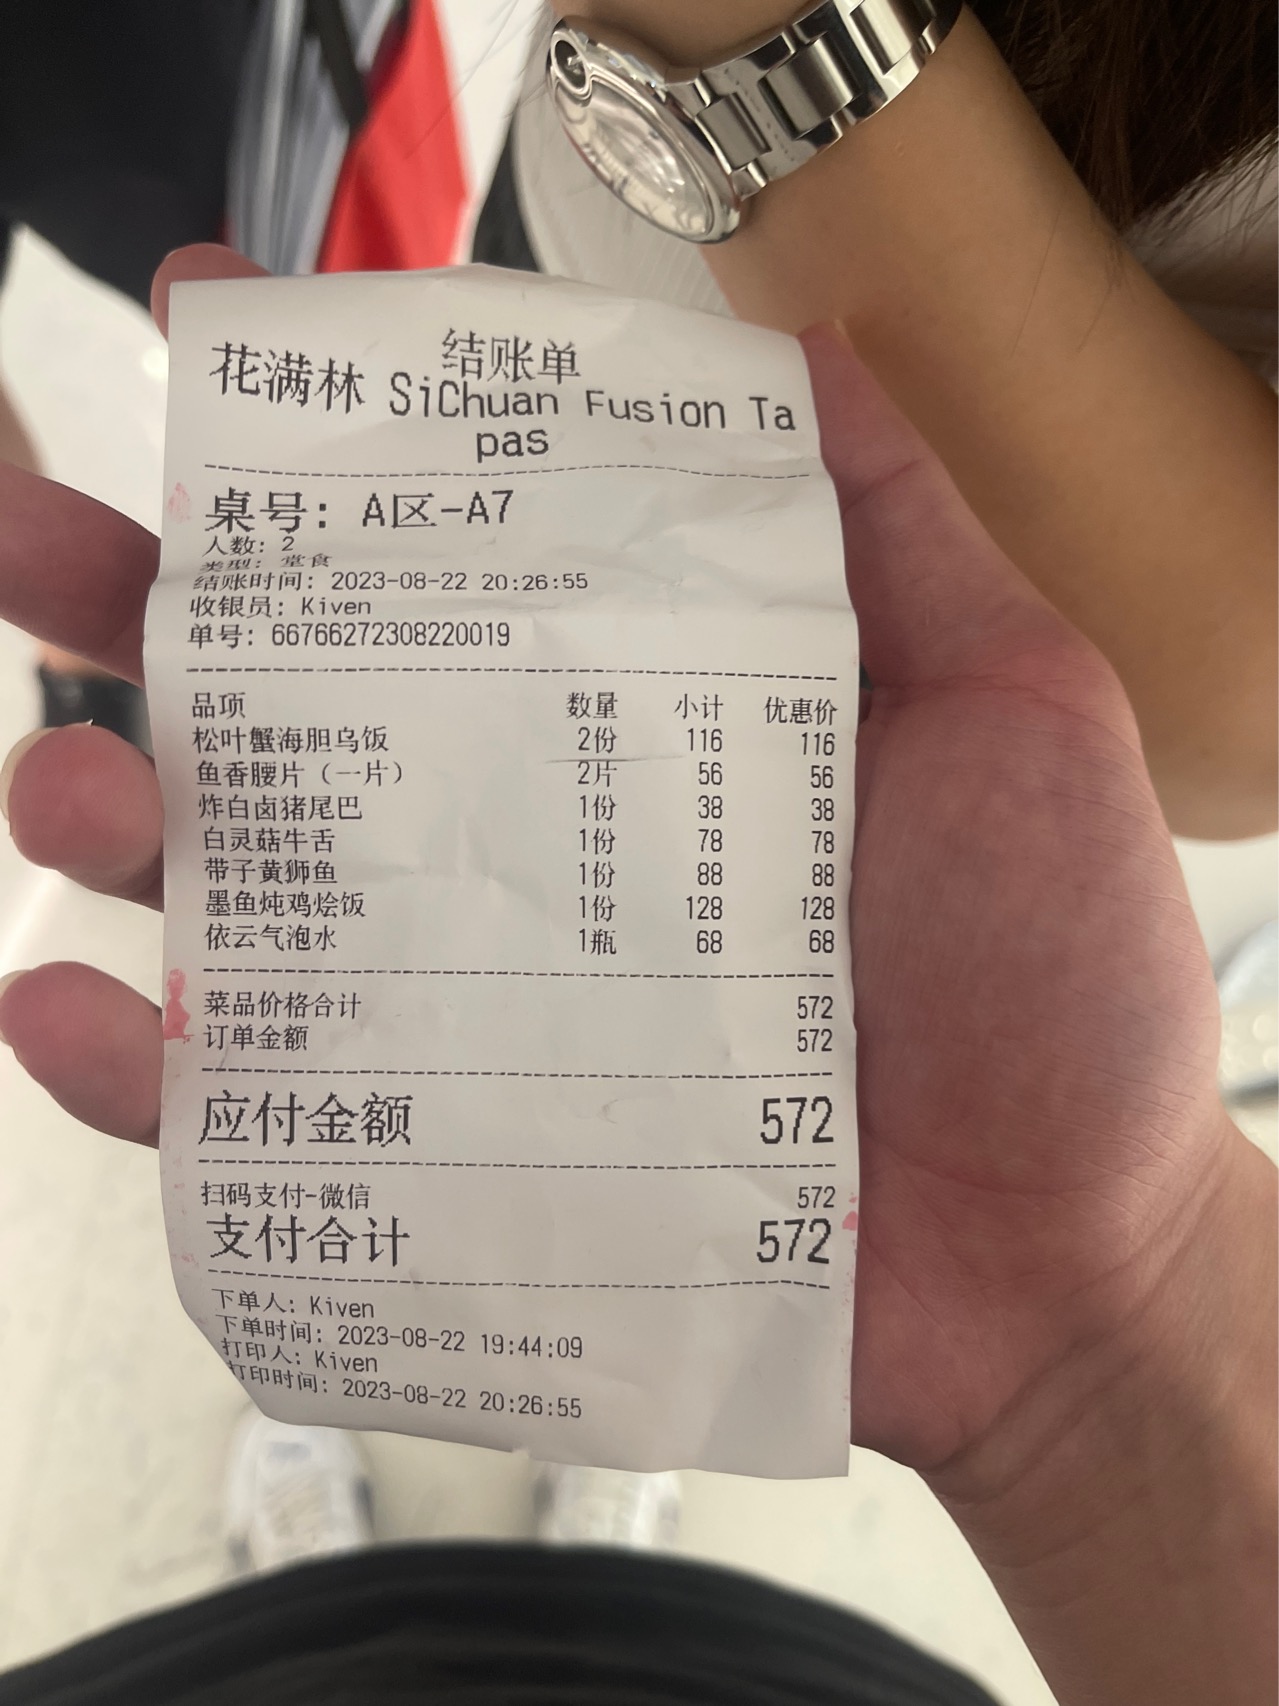 结账单
花满林 SiChuan Fusion Ta
pas
桌号: A区-A7
人数: 2
类型: 堂食
结账时间: 2023-08-22 20:26:55
收银员: Kiven
单号: 667662723082200​19
品项 数量 小计 优惠价
松叶蟹海胆乌饭 2份 116 116
鱼香腰片（一片） 2片 56 56
炸白卤猪尾巴 1份 38 38
白灵菇牛舌 1份 78 78
带子黄狮鱼 1份 88 88
墨鱼炖鸡烩饭 1份 128 128
依云气泡水 1瓶 68 68
菜品价格合计 572
订单金额 572
应付金额 572
扫码支付-微信 572
支付合计 572
下单人: Kiven
下单时间: 2023-08-22 19:44:09
打印人: Kiven
打印时间: 2023-08-22 20:26:55